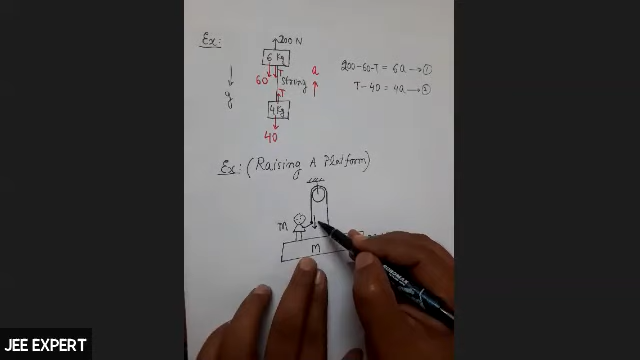 Ex:
200 N
6 Kg
60
T
String
a
T
g
4 Kg
40
200-60-T = 6a → ①
T-40 = 4a → ②
Ex: (Raising A Platform)
m
M
JEE EXPERT